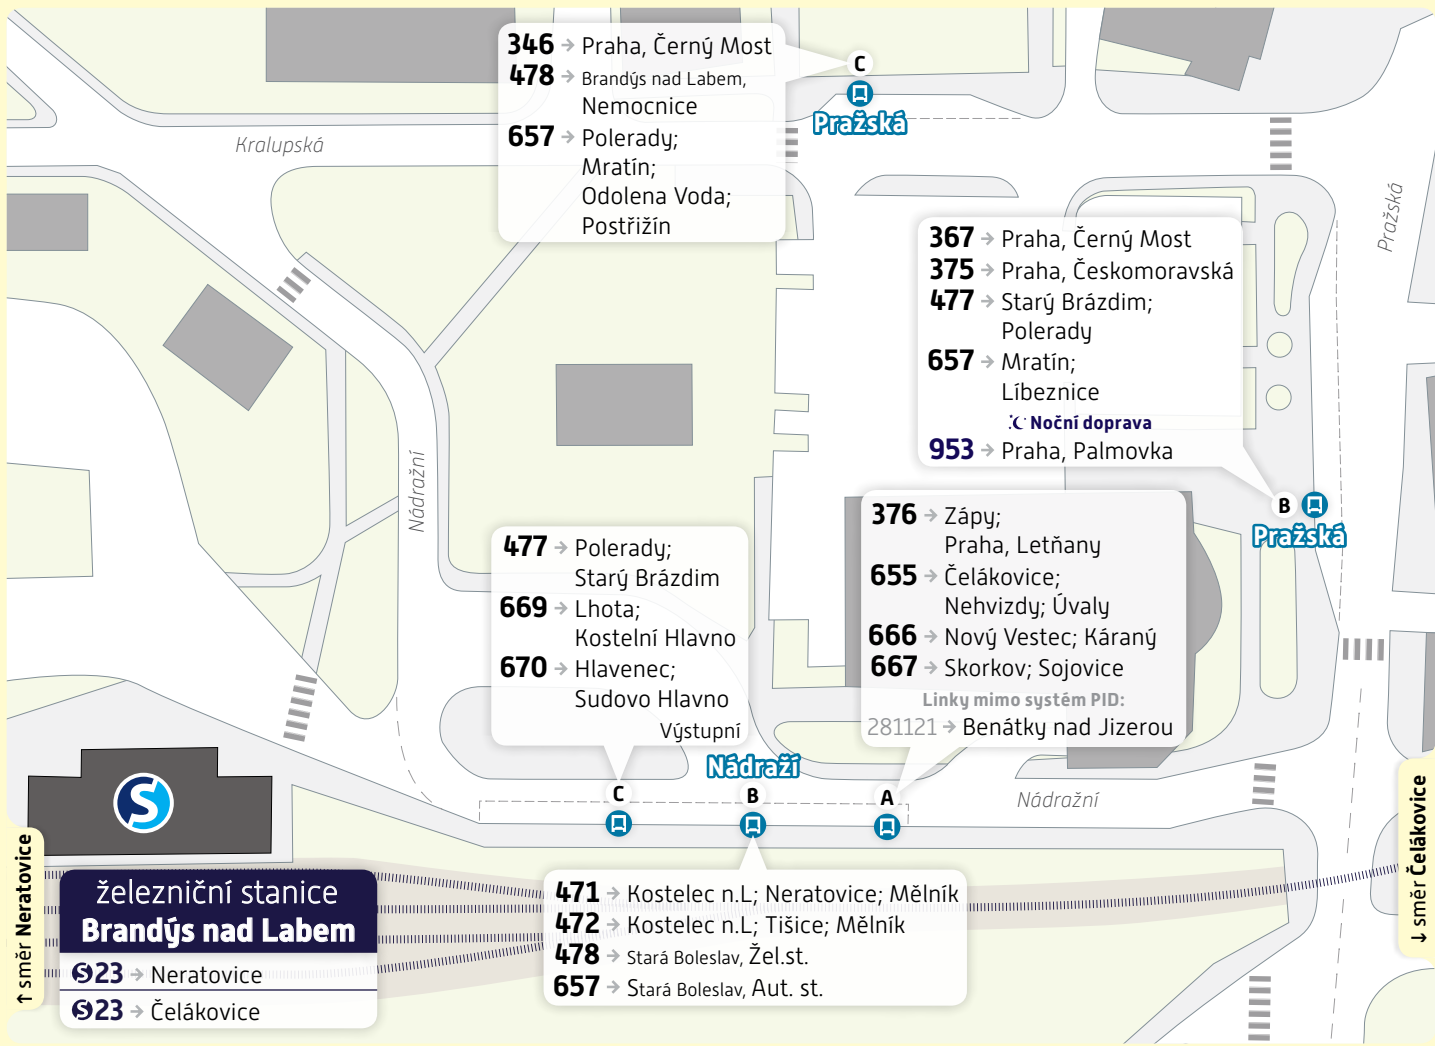 346 → Praha, Černý Most
478 → Brandýs nad Labem,
Nemocnice
657 → Polerady;
Mratín;
Odolena Voda;
Postřižín
C
Pražská
Kralupská
Pražská
367 → Praha, Černý Most
375 → Praha, Českomoravská
477 → Starý Brázdim;
Polerady
657 → Mratín;
Líbeznice
Noční doprava
953 → Praha, Palmovka
B
Pražská
Nádražní
376 → Zápy;
Praha, Letňany
655 → Čelákovice;
Nehvizdy; Úvaly
666 → Nový Vestec; Káraný
667 → Skorkov; Sojovice
Linky mimo systém PID:
281121 → Benátky nad Jizerou
477 → Polerady;
Starý Brázdim
669 → Lhota;
Kostelní Hlavno
670 → Hlavenec;
Sudovo Hlavno
Výstupní
Nádraží
C
B
A
Nádražní
S
471 → Kostelec n.L; Neratovice; Mělník
472 → Kostelec n.L; Tišice; Mělník
478 → Stará Boleslav, Žel.st.
657 → Stará Boleslav, Aut. st.
železniční stanice
Brandýs nad Labem
S23 → Neratovice
S23 → Čelákovice
↑ směr Neratovice
↓ směr Čelákovice